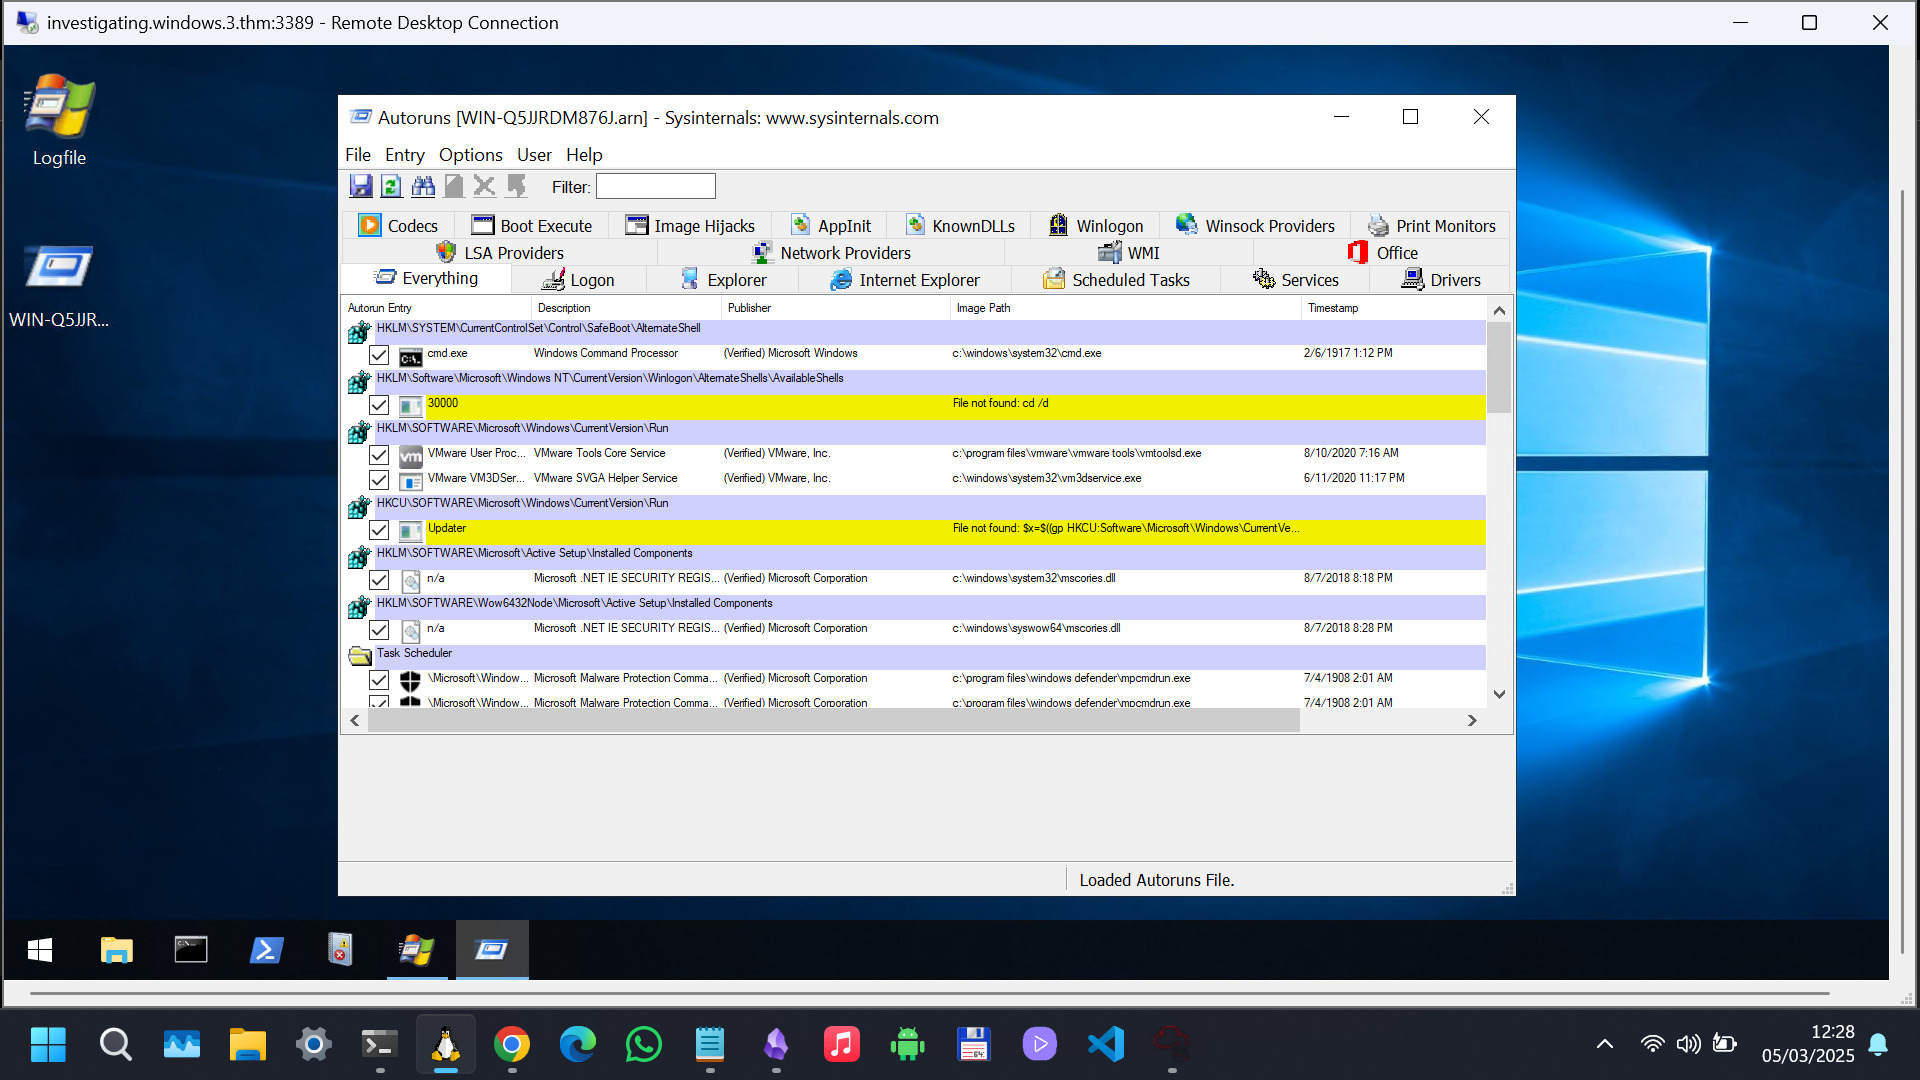 investigating.windows.3.thm:3389 - Remote Desktop Connection
Logfile
WIN-Q5JJR...
Autoruns [WIN-Q5JJRDM876J.arn] - Sysinternals: www.sysinternals.com
File Entry Options User Help
Filter:
Codecs Boot Execute Image Hijacks AppInit KnownDLLs Winlogon Winsock Providers Print Monitors
LSA Providers Network Providers WMI Office
Everything Logon Explorer Internet Explorer Scheduled Tasks Services Drivers
Autorun Entry Description Publisher Image Path Timestamp
HKLM\SYSTEM\CurrentControlSet\Control\SafeBoot\AlternateShell
cmd.exe Windows Command Processor (Verified) Microsoft Windows c:\windows\system32\cmd.exe 2/6/1917 1:12 PM
HKLM\Software\Microsoft\Windows NT\CurrentVersion\Winlogon\AlternateShells\AvailableShells
30000 File not found: cd /d
HKLM\SOFTWARE\Microsoft\Windows\CurrentVersion\Run
VMware User Proc... VMware Tools Core Service (Verified) VMware, Inc. c:\program files\vmware\vmware tools\vmtoolsd.exe 8/10/2020 7:16 AM
VMware VM3DSer... VMware SVGA Helper Service (Verified) VMware, Inc. c:\windows\system32\vm3dservice.exe 6/11/2020 11:17 PM
HKCU\SOFTWARE\Microsoft\Windows\CurrentVersion\Run
Updater File not found: $x=$((gp HKCU:Software\Microsoft\Windows\CurrentVe...
HKLM\SOFTWARE\Microsoft\Active Setup\Installed Components
n/a Microsoft .NET IE SECURITY REGIS... (Verified) Microsoft Corporation c:\windows\system32\mscories.dll 8/7/2018 8:18 PM
HKLM\SOFTWARE\Wow6432Node\Microsoft\Active Setup\Installed Components
n/a Microsoft .NET IE SECURITY REGIS... (Verified) Microsoft Corporation c:\windows\syswow64\mscories.dll 8/7/2018 8:28 PM
Task Scheduler
\Microsoft\Window... Microsoft Malware Protection Comma... (Verified) Microsoft Corporation c:\program files\windows defender\mpcmdrun.exe 7/4/1908 2:01 AM
\Microsoft\Window... Microsoft Malware Protection Comma... (Verified) Microsoft Corporation c:\program files\windows defender\mpcmdrun.exe 7/4/1908 2:01 AM
Loaded Autoruns File.
12:28
05/03/2025